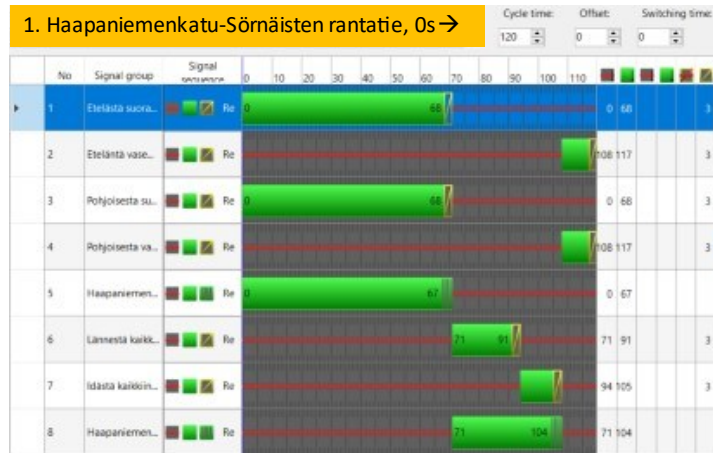 1. Haapaniemenkatu-Sörnäisten rantatie, 0s→
Cycle time: Offset: Switching time:
120 0 0
No Signal group Signal sequence 0 10 20 30 40 50 60 70 80 90 100 110
1 Etelästä suora... Re 0 68 0 68 3
2 Etelänta vase... Re 108 117 3
3 Pohjoisesta su... Re 0 68 0 68 3
4 Pohjoisesta va... Re 108 117 3
5 Haapaniemen... Re 0 67 0 67
6 Lännestä kaikk... Re 71 91 71 91 3
7 Idästä kaikkiin... Re 94 105 3
8 Haapaniemen... Re 71 104 71 104